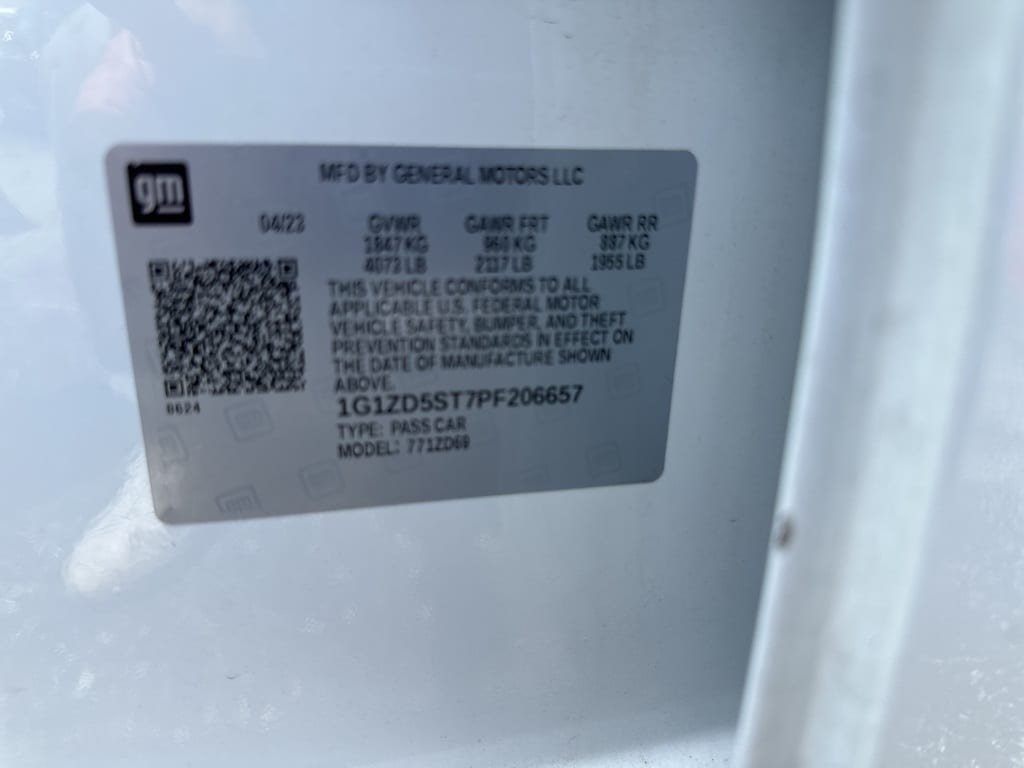 gm
MFD BY GENERAL MOTORS LLC
04/23 GVWR GAWR FRT GAWR RR
1847 KG 960 KG 887 KG
4073 LB 2117 LB 1955 LB
THIS VEHICLE CONFORMS TO ALL
APPLICABLE U.S. FEDERAL MOTOR
VEHICLE SAFETY, BUMPER, AND THEFT
PREVENTION STANDARDS IN EFFECT ON
THE DATE OF MANUFACTURE SHOWN
ABOVE.
8624
1G1ZD5ST7PF206657
TYPE: PASS CAR
MODEL: 771ZD69